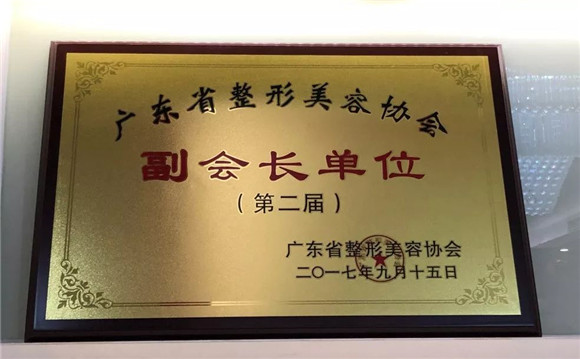 广东省整形美容协会
副会长单位
（第二届）
广东省整形美容协会
二〇一七年九月十五日